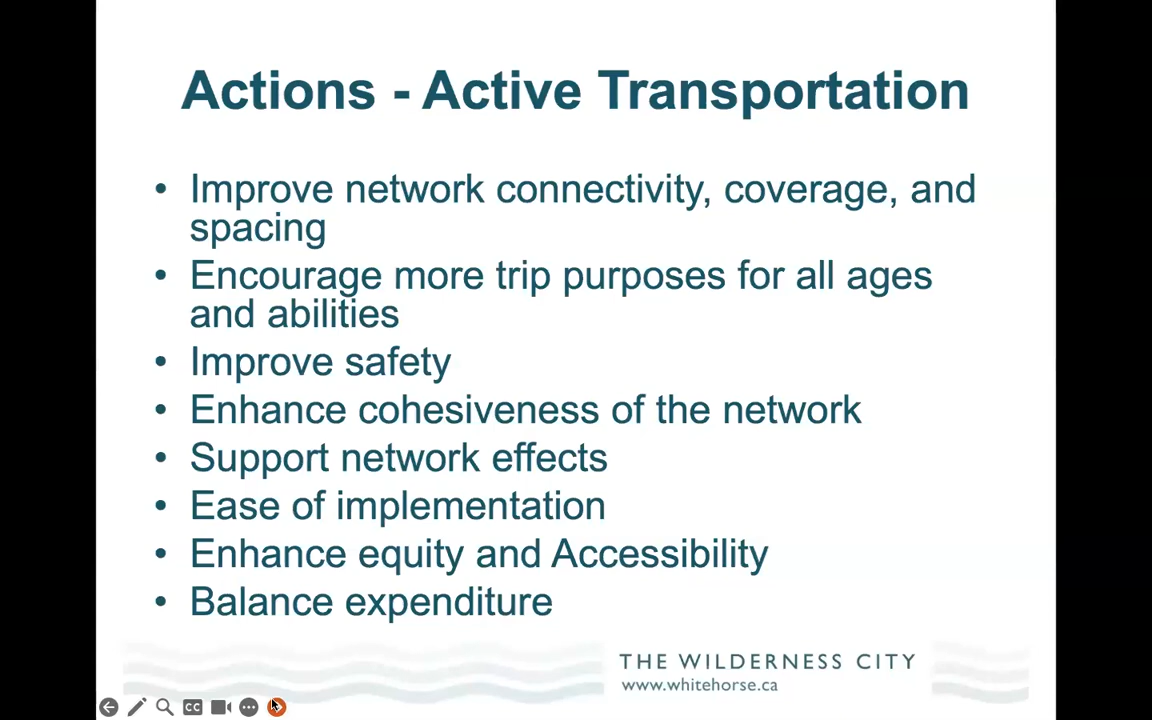 Actions - Active Transportation
• Improve network connectivity, coverage, and
spacing
• Encourage more trip purposes for all ages
and abilities
• Improve safety
• Enhance cohesiveness of the network
• Support network effects
• Ease of implementation
• Enhance equity and Accessibility
• Balance expenditure
THE WILDERNESS CITY
www.whitehorse.ca
CC